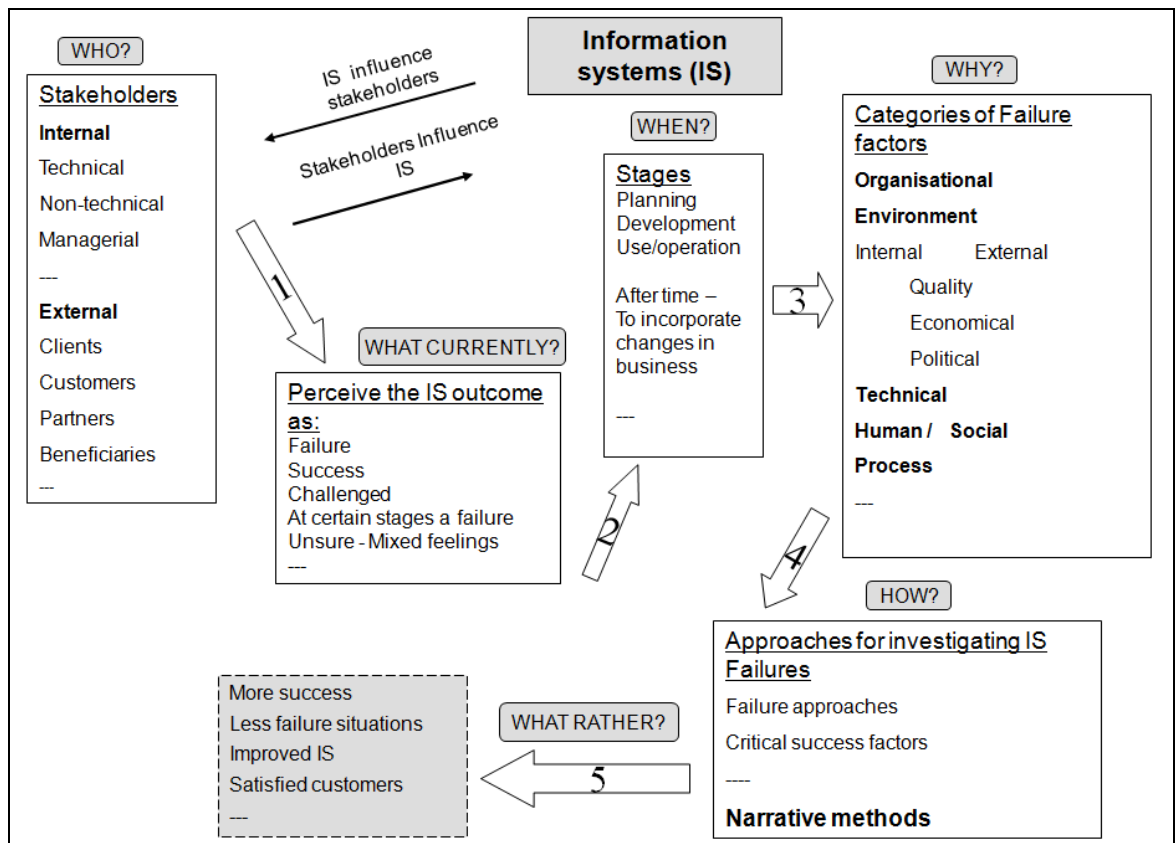 WHO?
Stakeholders
Internal
Technical
Non-technical
Managerial
---
External
Clients
Customers
Partners
Beneficiaries
---
IS influence
stakeholders
Stakeholders Influence
IS
Information
systems (IS)
1
WHAT CURRENTLY?
Perceive the IS outcome
as:
Failure
Success
Challenged
At certain stages a failure
Unsure - Mixed feelings
---
2
WHEN?
Stages
Planning
Development
Use/operation
After time –
To incorporate
changes in
business
---
3
WHY?
Categories of Failure
factors
Organisational
Environment
Internal External
Quality
Economical
Political
Technical
Human / Social
Process
---
4
HOW?
Approaches for investigating IS
Failures
Failure approaches
Critical success factors
----
Narrative methods
WHAT RATHER?
5
More success
Less failure situations
Improved IS
Satisfied customers
---